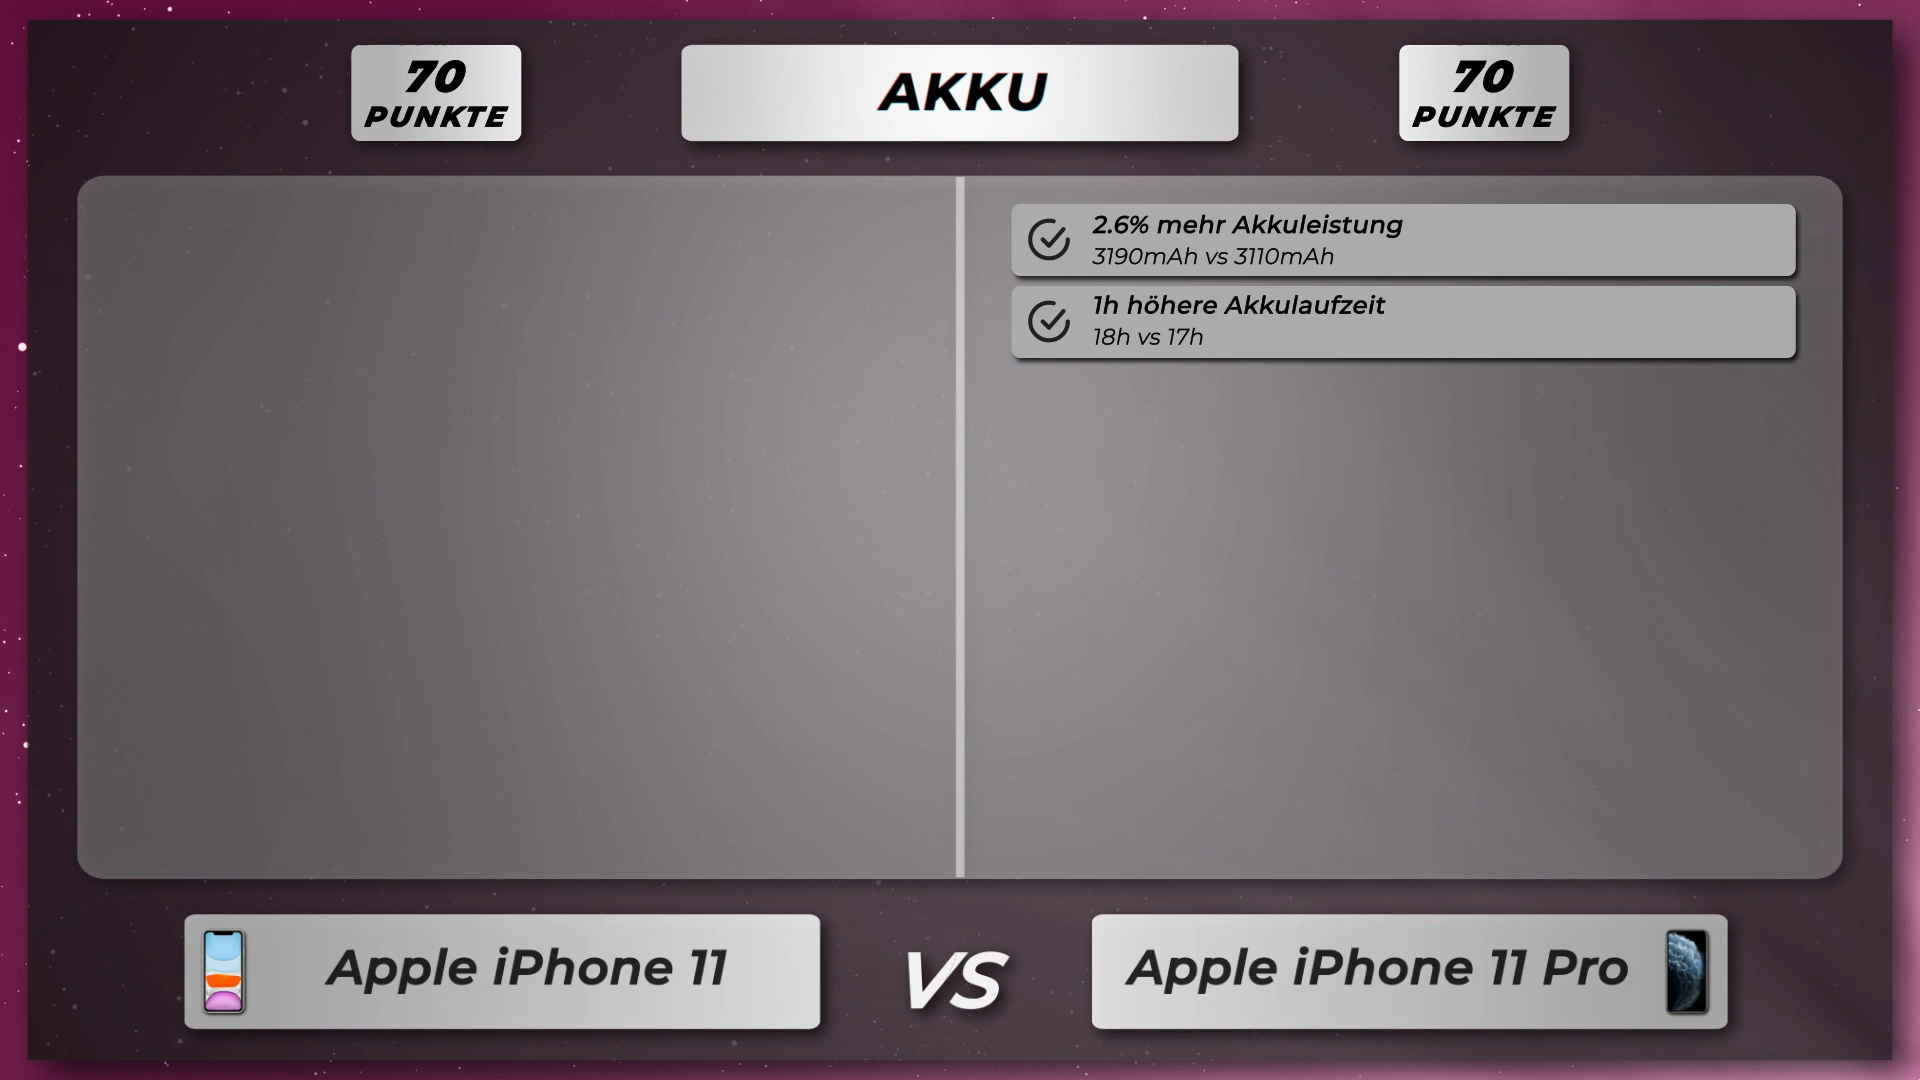 70
PUNKTE
AKKU
70
PUNKTE
2.6% mehr Akkuleistung
3190mAh vs 3110mAh
1h höhere Akkulaufzeit
18h vs 17h
Apple iPhone 11
VS
Apple iPhone 11 Pro